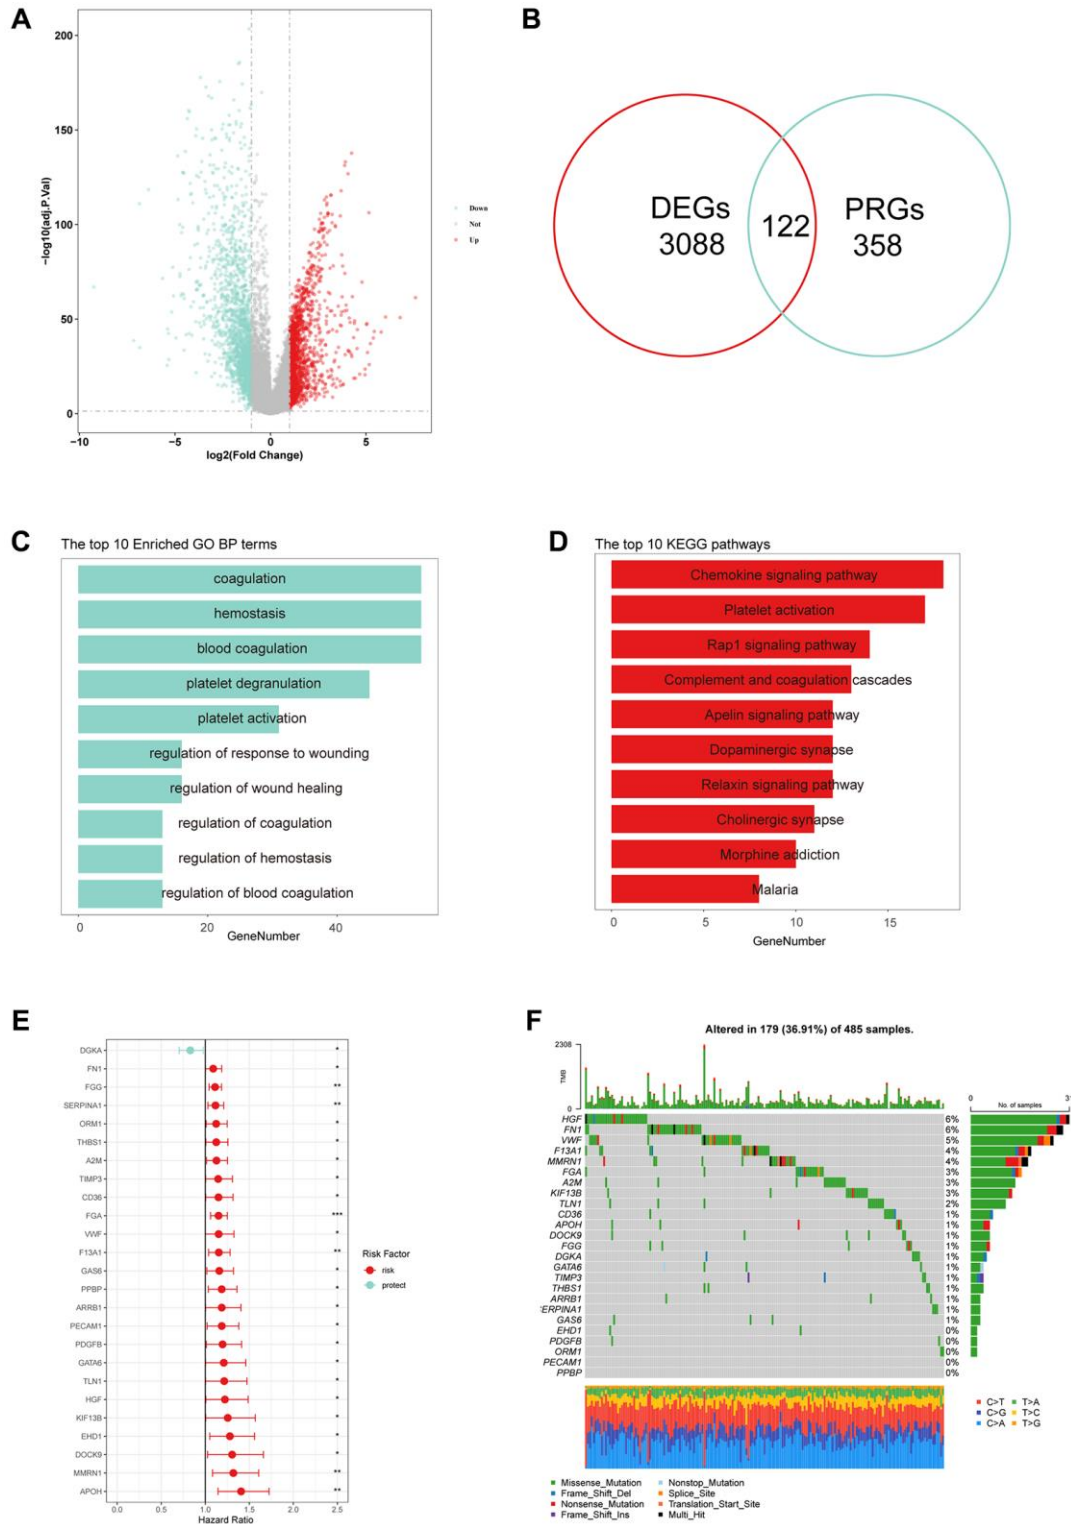 A
200
150
100
50
0
−10
−5
0
5
−log10(adj.P.Val)
log2(Fold Change)
Down
Not
Up
B
DEGs
3088
122
PRGs
358
C
The top 10 Enriched GO BP terms
coagulation
hemostasis
blood coagulation
platelet degranulation
platelet activation
regulation of response to wounding
regulation of wound healing
regulation of coagulation
regulation of hemostasis
regulation of blood coagulation
0
20
40
GeneNumber
D
The top 10 KEGG pathways
Chemokine signaling pathway
Platelet activation
Rap1 signaling pathway
Complement and coagulation cascades
Apelin signaling pathway
Dopaminergic synapse
Relaxin signaling pathway
Cholinergic synapse
Morphine addiction
Malaria
0
5
10
15
GeneNumber
E
DGKA *
FN1 *
FGG **
SERPINA1 **
ORM1 *
THBS1 *
A2M *
TIMP3 *
CD36 *
FGA ***
VWF *
F13A1 **
GAS6 *
PPBP *
ARRB1 *
PECAM1 *
PDGFB *
GATA6 *
TLN1 *
HGF *
KIF13B *
EHD1 *
DOCK9 *
MMRN1 **
APOH **
0.0
0.5
1.0
1.5
2.0
2.5
Hazard Ratio
Risk Factor
risk
protect
F
Altered in 179 (36.91%) of 485 samples.
2308
TMB
0
0
31
No. of samples
HGF 6%
FN1 6%
VWF 5%
F13A1 4%
MMRN1 4%
FGA 3%
A2M 3%
KIF13B 3%
TLN1 2%
CD36 1%
APOH 1%
DOCK9 1%
FGG 1%
DGKA 1%
GATA6 1%
TIMP3 1%
THBS1 1%
ARRB1 1%
ERPINA1 1%
GAS6 1%
EHD1 0%
PDGFB 0%
ORM1 0%
PECAM1 0%
PPBP 0%
C>T T>A
C>G T>C
C>A T>G
Missense_Mutation Nonstop_Mutation
Frame_Shift_Del Splice_Site
Nonsense_Mutation Translation_Start_Site
Frame_Shift_Ins Multi_Hit